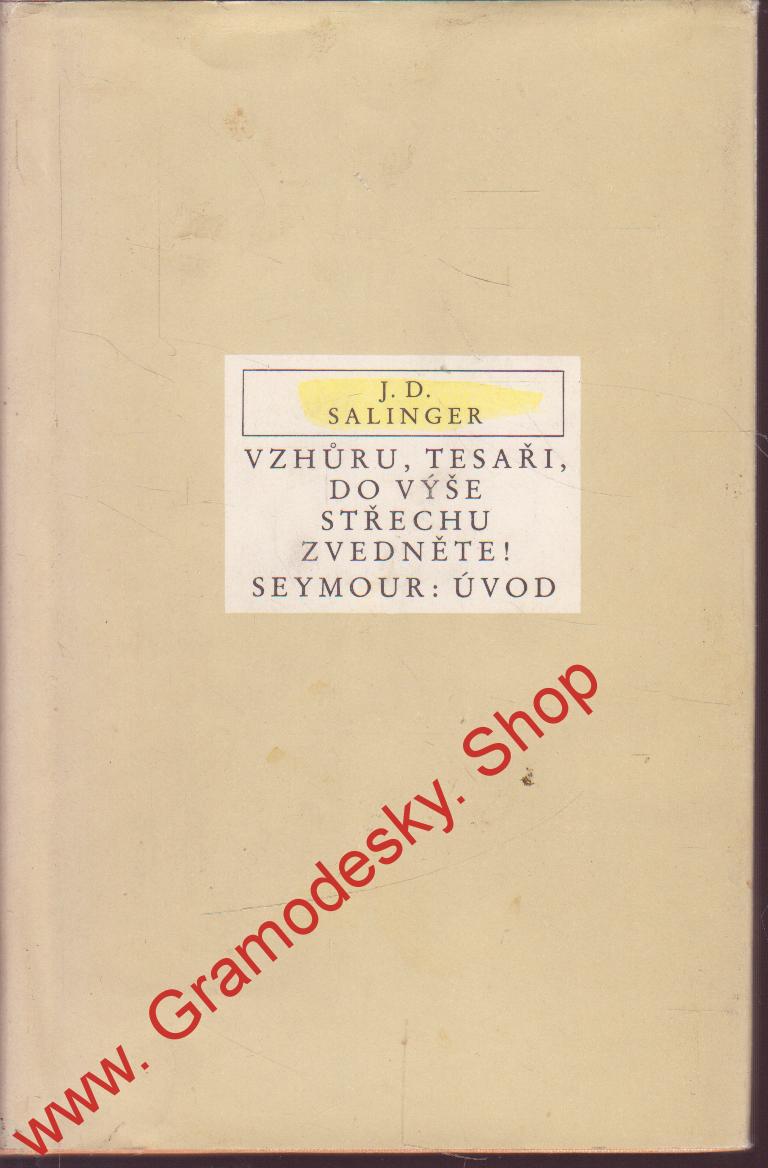 J. D.
SALINGER
VZHŮRU, TESAŘI,
DO VÝŠE
STŘECHU
ZVEDNĚTE!
SEYMOUR: ÚVOD
www. Gramodesky. Shop